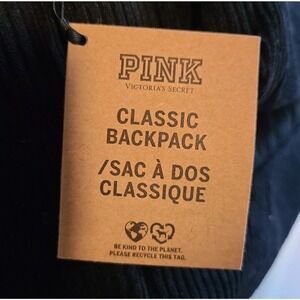 PINK
VICTORIA'S SECRET
CLASSIC
BACKPACK
/SAC À DOS
CLASSIQUE
BE KIND TO THE PLANET.
PLEASE RECYCLE THIS TAG.